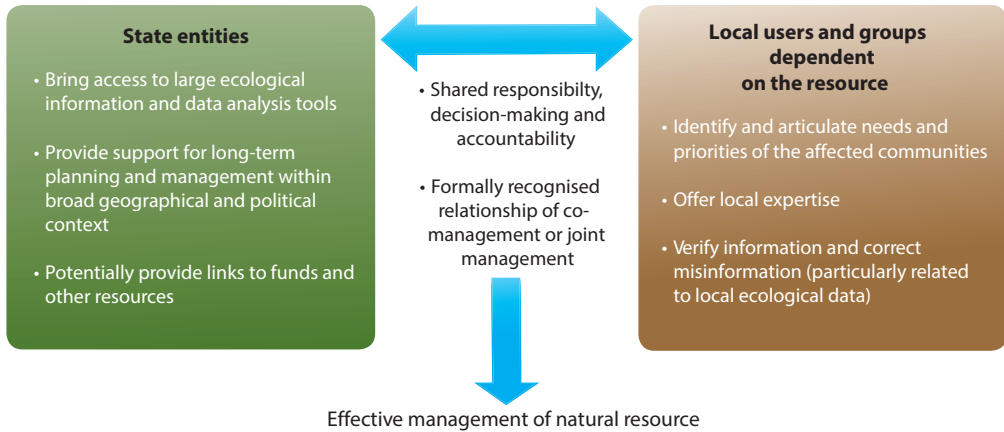 State entities
• Bring access to large ecological
information and data analysis tools
• Provide support for long-term
planning and management within
broad geographical and political
context
• Potentially provide links to funds and
other resources
• Shared responsibilty,
decision-making and
accountability
• Formally recognised
relationship of co-
management or joint
management
Local users and groups
dependent
on the resource
• Identify and articulate needs and
priorities of the affected communities
• Offer local expertise
• Verify information and correct
misinformation (particularly related
to local ecological data)
Effective management of natural resource